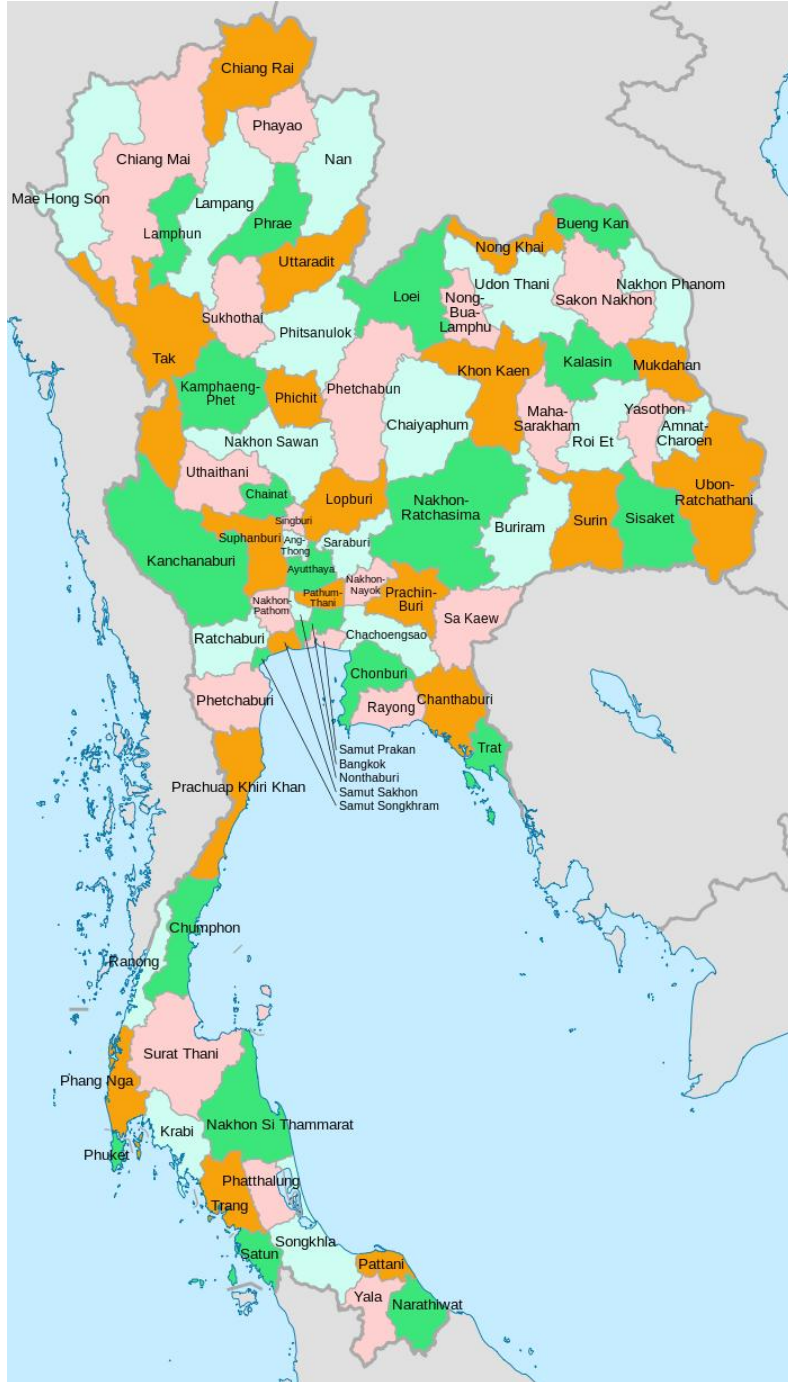 Chiang Rai
Phayao
Chiang Mai
Nan
Mae Hong Son
Lampang
Phrae
Lamphun
Bueng Kan
Nong Khai
Uttaradit
Udon Thani
Nakhon Phanom
Loei
Nong-
Bua-
Lamphu
Sakon Nakhon
Sukhothai
Phitsanulok
Tak
Khon Kaen
Kalasin
Mukdahan
Kamphaeng-
Phet
Phichit
Phetchabun
Chaiyaphum
Maha-
Sarakham
Roi Et
Yasothon
Amnat-
Charoen
Nakhon Sawan
Uthaithani
Chainat
Lopburi
Nakhon-
Ratchasima
Buriram
Surin
Sisaket
Ubon-
Ratchathani
Singburi
Suphanburi
Ang-
Thong
Saraburi
Kanchanaburi
Ayutthaya
Nakhon-
Nayok
Pathum-
Thani
Prachin-
Buri
Nakhon-
Pathom
Sa Kaew
Ratchaburi
Chachoengsao
Chonburi
Phetchaburi
Rayong
Chanthaburi
Trat
Samut Prakan
Bangkok
Nonthaburi
Samut Sakhon
Samut Songkhram
Prachuap Khiri Khan
Chumphon
Ranong
Surat Thani
Phang Nga
Krabi
Nakhon Si Thammarat
Phuket
Phatthalung
Trang
Songkhla
Satun
Pattani
Yala
Narathiwat